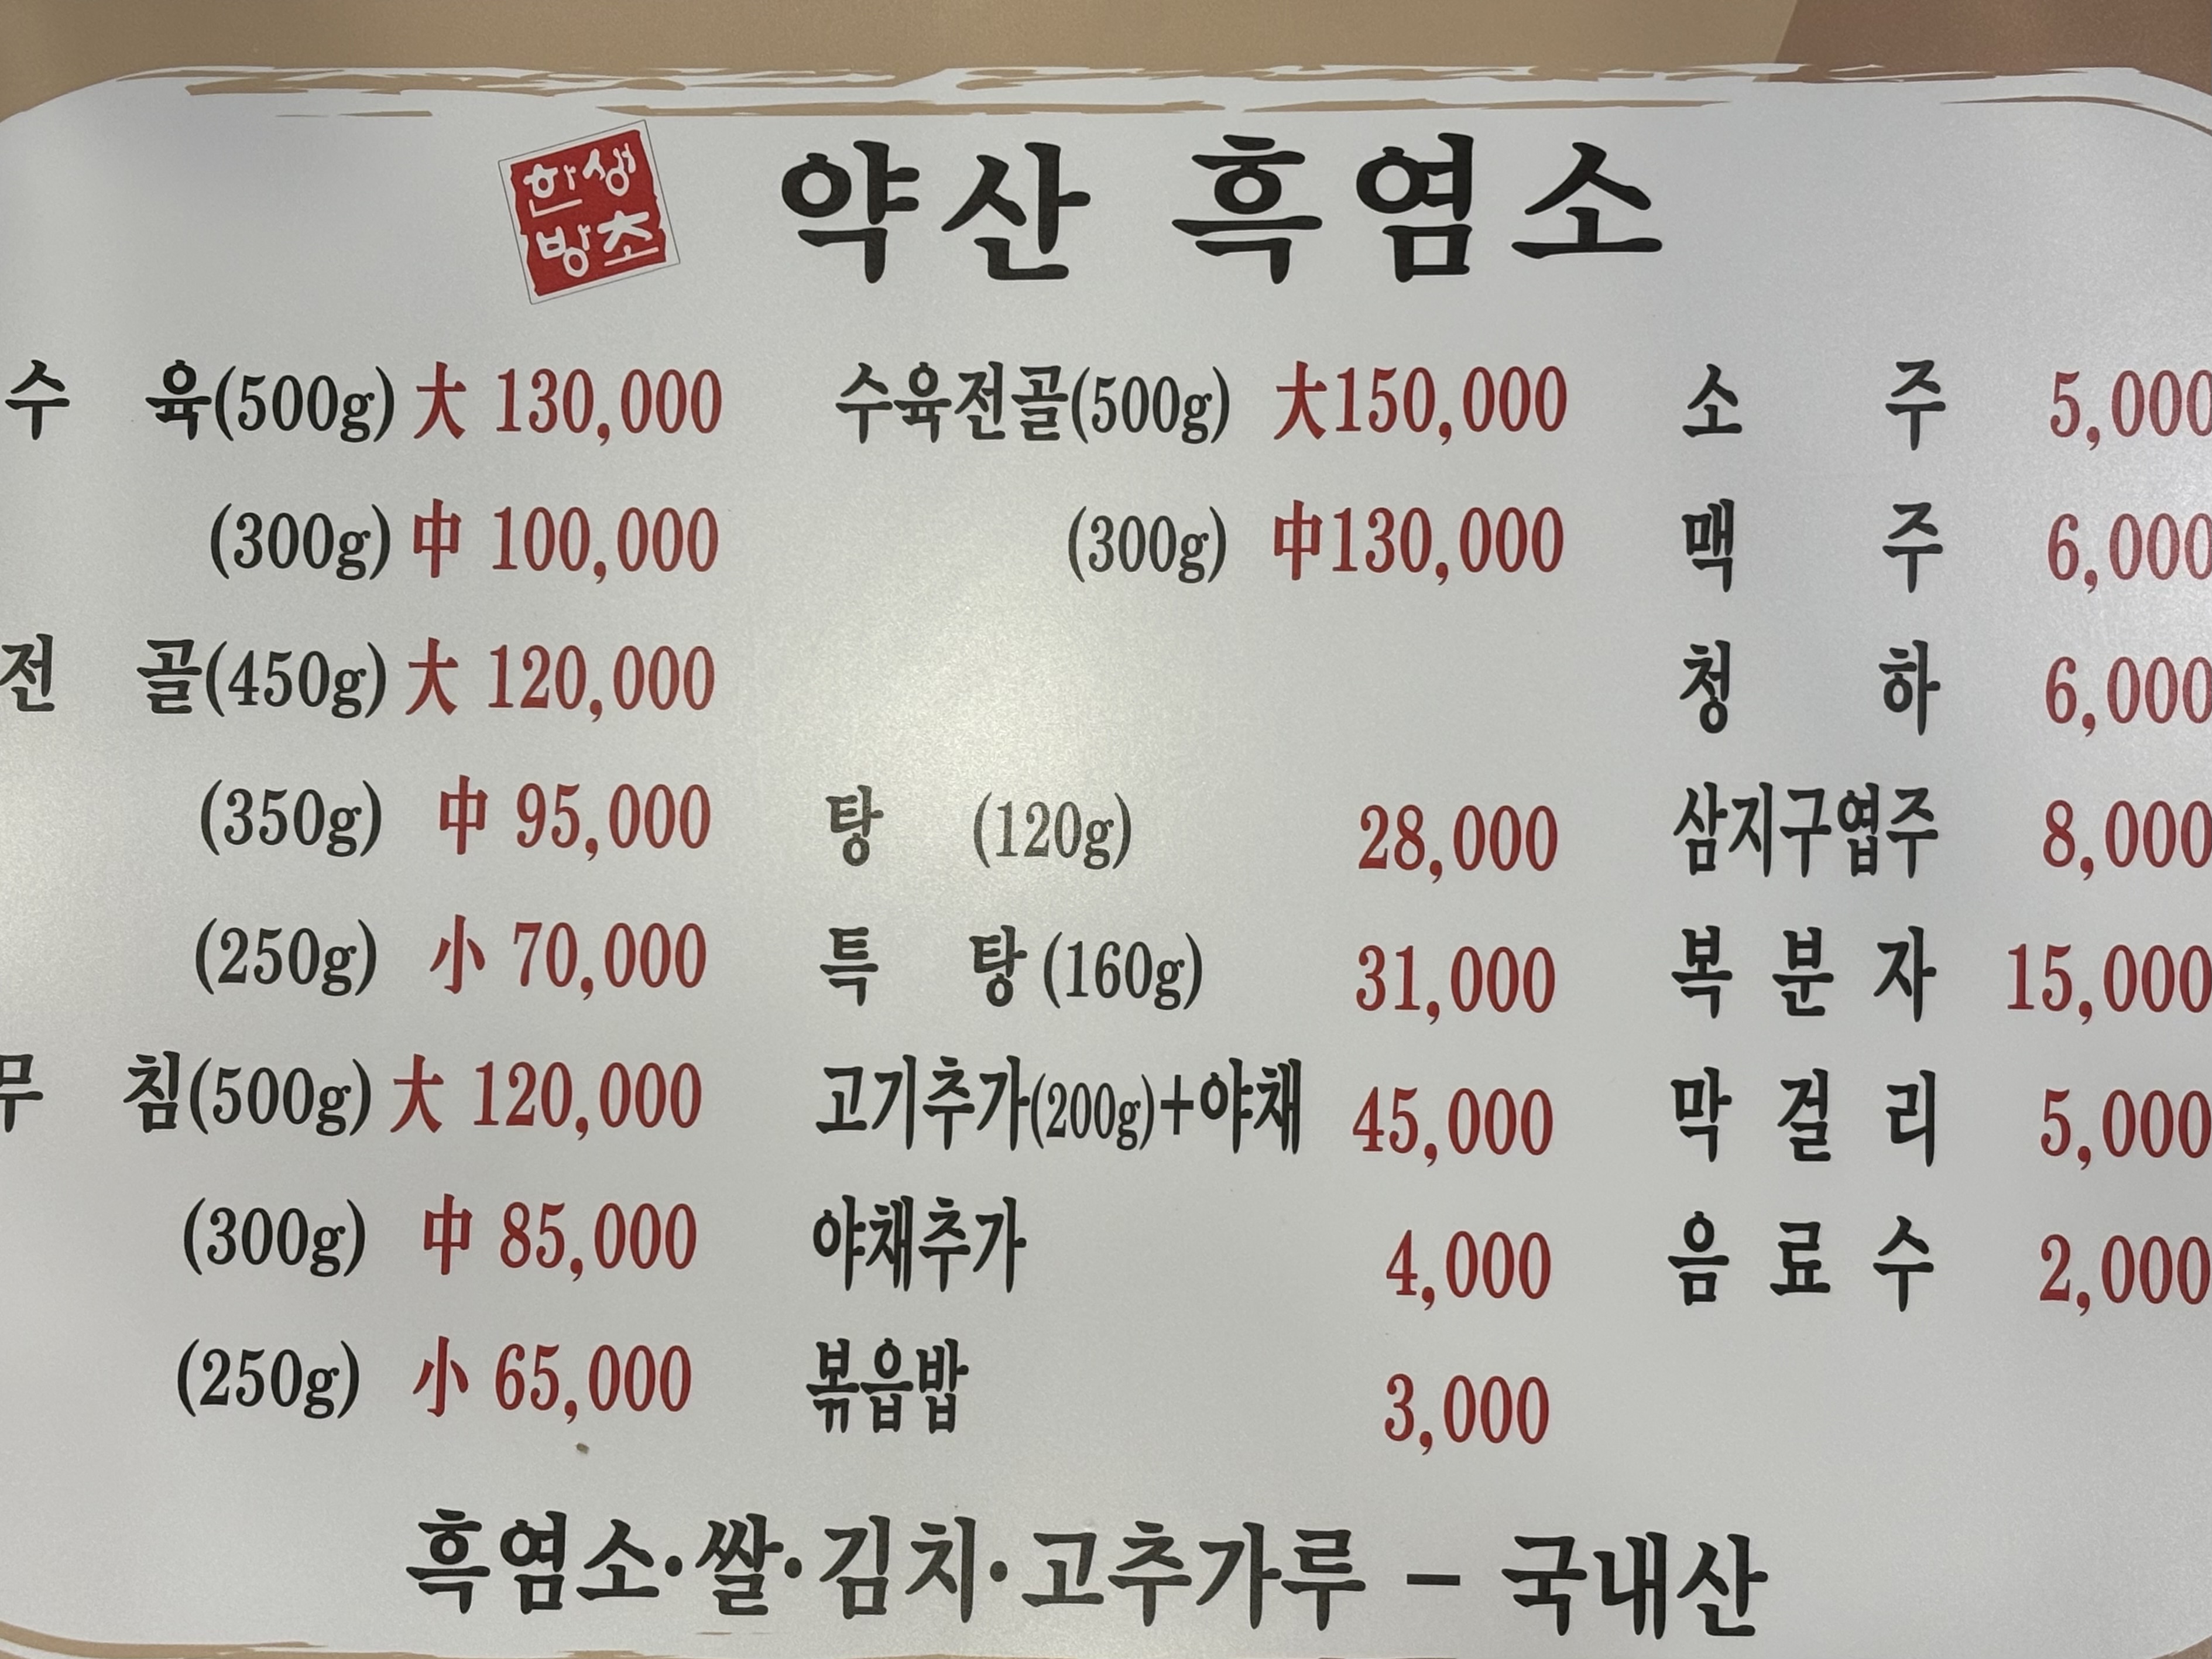 한생
방초
약산 흑염소
수 육(500g) 大 130,000
(300g) 中 100,000
전 골(450g) 大 120,000
(350g) 中 95,000
(250g) 小 70,000
무 침(500g) 大 120,000
(300g) 中 85,000
(250g) 小 65,000
수육전골(500g) 大150,000
(300g) 中130,000
탕 (120g) 28,000
특 탕(160g) 31,000
고기추가(200g)+야채 45,000
야채추가 4,000
볶음밥 3,000
소 주 5,000
맥 주 6,000
청 하 6,000
삼지구엽주 8,000
복 분 자 15,000
막 걸 리 5,000
음 료 수 2,000
흑염소·쌀·김치·고추가루 – 국내산